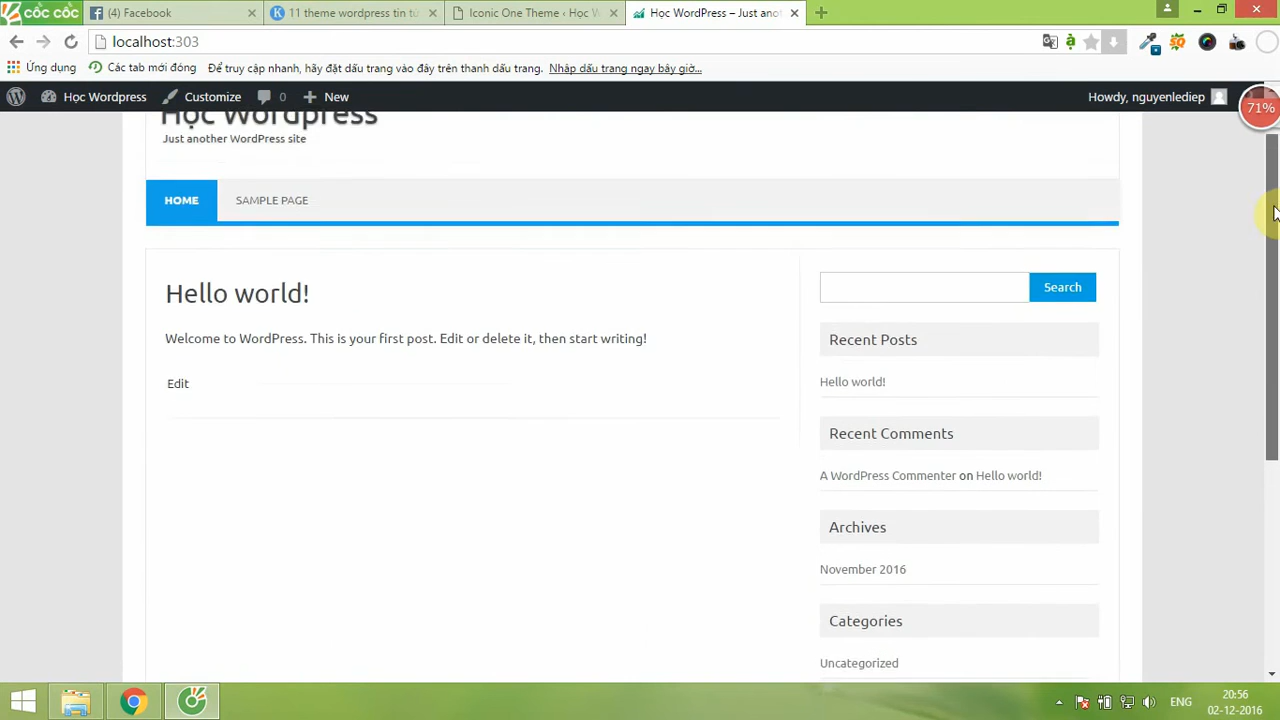 cốc cốc
(4) Facebook
11 theme wordpress tin tứ
Iconic One Theme ‹ Học W
Học WordPress – Just anot
localhost:303
Ứng dụng
Các tab mới đóng
Để truy cập nhanh, hãy đặt dấu trang vào đây trên thanh dấu trang.
Nhập dấu trang ngay bây giờ...
Học Wordpress
Customize
0
New
Howdy, nguyenlediep
71%
Học Wordpress
Just another WordPress site
HOME
SAMPLE PAGE
Hello world!
Welcome to WordPress. This is your first post. Edit or delete it, then start writing!
Edit
Search
Recent Posts
Hello world!
Recent Comments
A WordPress Commenter on Hello world!
Archives
November 2016
Categories
Uncategorized
ENG
20:56
02-12-2016